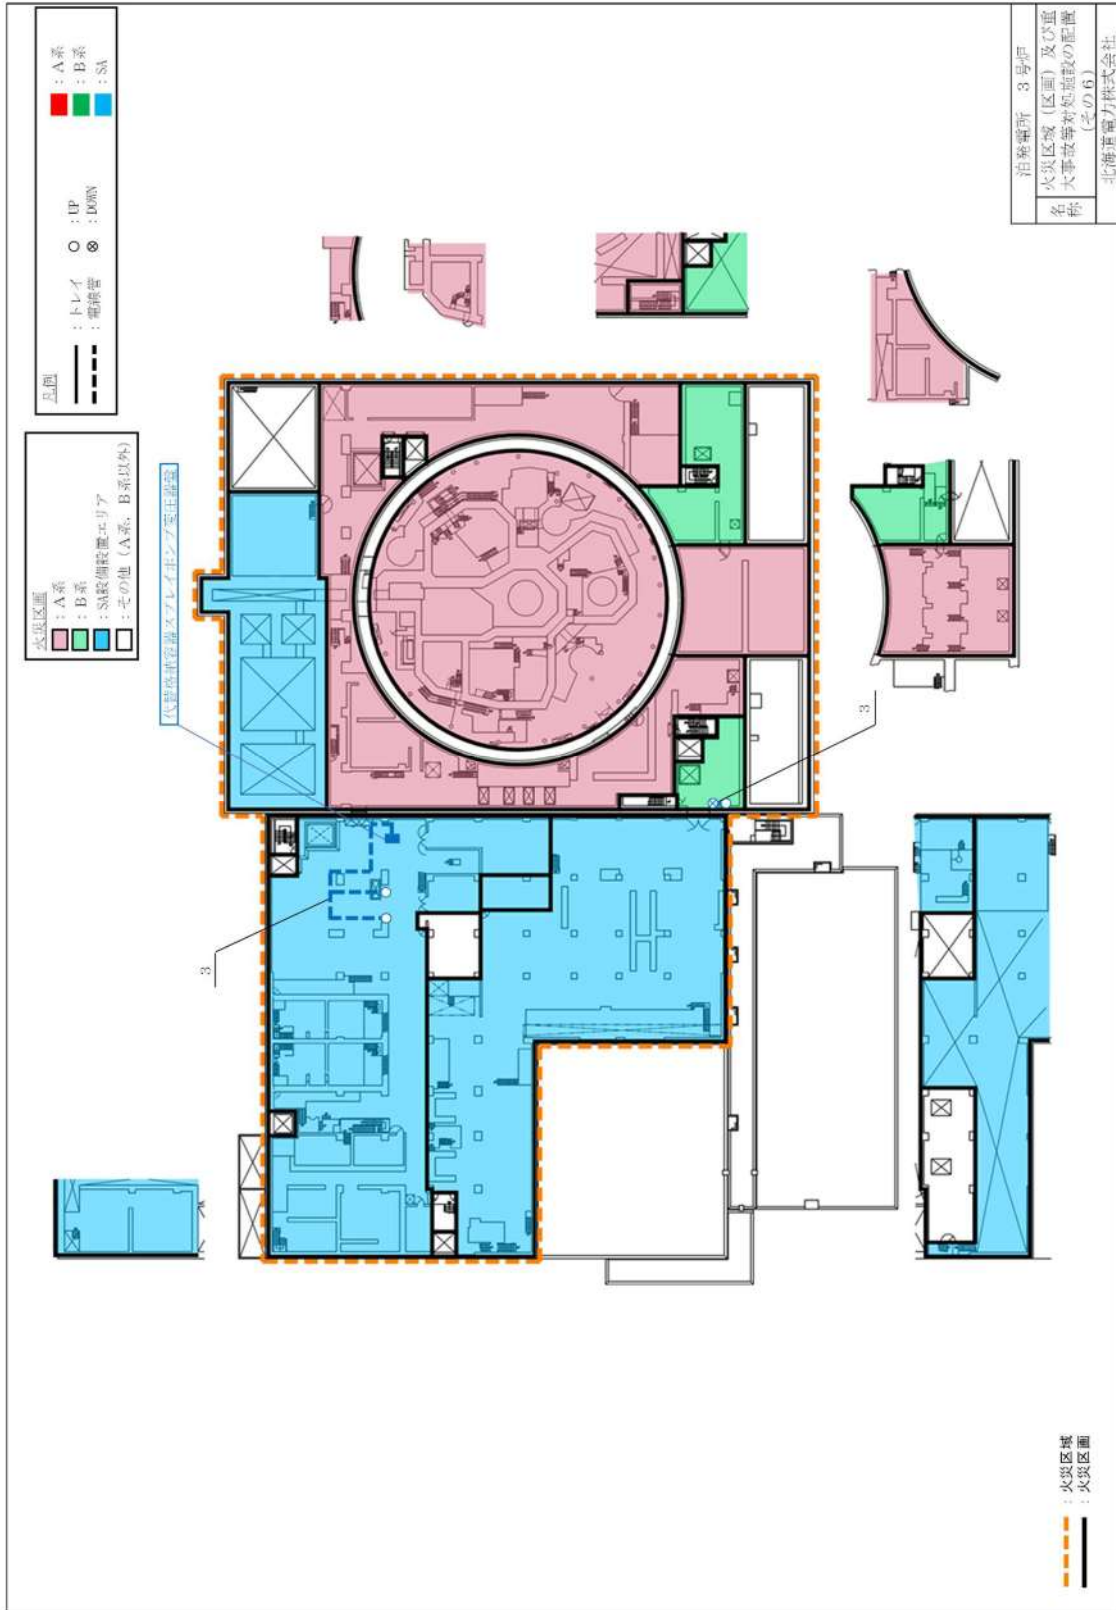 火災区画
：A系
：B系
：SA設備設置エリア
：その他（A系、B系以外）
凡例
：トレイ
：電線管
○：UP
⊗：DOWN
：A系
：B系
：SA
代替格納容器スプレイポンプ変圧器盤
3
3
：火災区域
：火災区画
泊発電所　3号炉
名称
火災区域（区画）及び重
大事故等対処施設の配置
（その6）
北海道電力株式会社